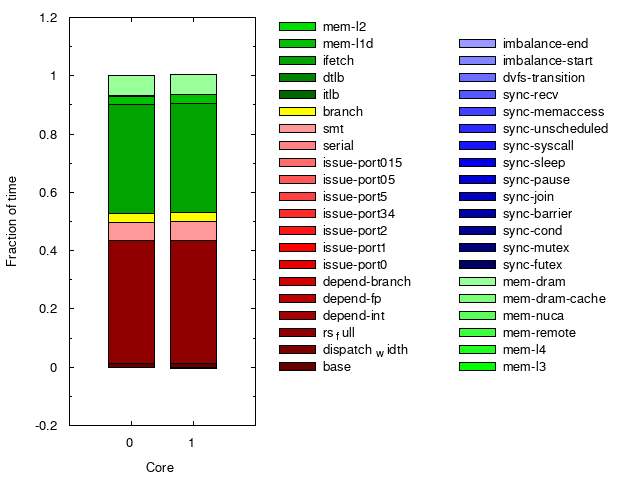 1.2
1
0.8
0.6
0.4
0.2
0
-0.2
Fraction of time
0
1
Core
mem-l2
mem-l1d
ifetch
dtlb
itlb
branch
smt
serial
issue-port015
issue-port05
issue-port5
issue-port34
issue-port2
issue-port1
issue-port0
depend-branch
depend-fp
depend-int
rsfull
dispatchwidth
base
imbalance-end
imbalance-start
dvfs-transition
sync-recv
sync-memaccess
sync-unscheduled
sync-syscall
sync-sleep
sync-pause
sync-join
sync-barrier
sync-cond
sync-mutex
sync-futex
mem-dram
mem-dram-cache
mem-nuca
mem-remote
mem-l4
mem-l3